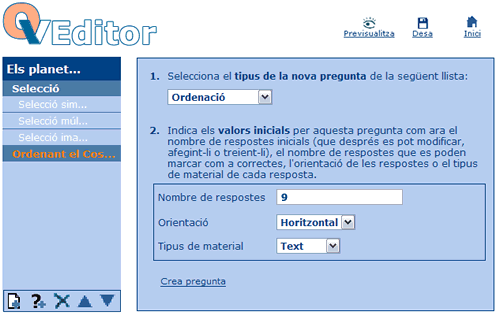 QVEditor
Previsualitza
Desa
Inici
Els planet...
Selecció
Selecció sim...
Selecció múl...
Selecció ima...
Ordenant el Cos...
1. Selecciona el tipus de la nova pregunta de la següent llista:
Ordenació
2. Indica els valors inicials per aquesta pregunta com ara el
nombre de respostes inicials (que després es pot modificar,
afegint-li o treient-li), el nombre de respostes que es poden
marcar com a correctes, l'orientació de les respostes o el tipus
de material de cada resposta.
Nombre de respostes 9
Orientació Horitzontal
Tipus de material Text
Crea pregunta